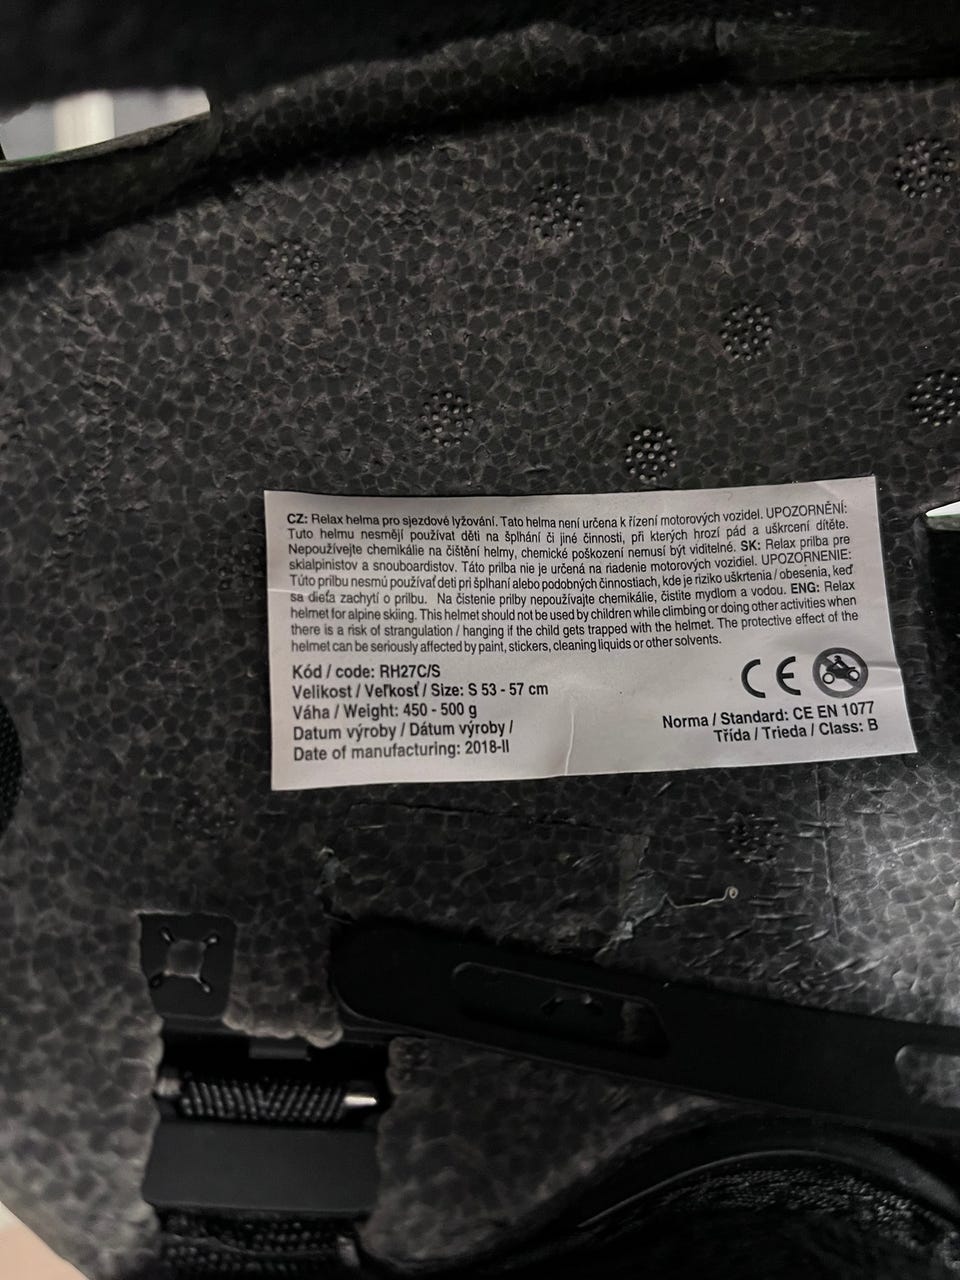 CZ: Relax helma pro sjezdové lyžování. Tato helma není určena k řízení motorových vozidel. UPOZORNĚNÍ:
Tuto helmu nesmějí používat děti na šplhání či jiné činnosti, při kterých hrozí pád a uškrcení dítěte.
Nepoužívejte chemikálie na čištění helmy, chemické poškození nemusí být viditelné. SK: Relax prilba pre
skialpinistov a snouboardistov. Táto prilba nie je určená na riadenie motorových vozidiel. UPOZORNENIE:
Túto prilbu nesmú používať deti pri šplhaní alebo podobných činnostiach, kde je riziko uškrtenia / obesenia, keď
sa dieťa zachytí o prilbu. Na čistenie prilby nepoužívajte chemikálie, čistite mydlom a vodou. ENG: Relax
helmet for alpine skiing. This helmet should not be used by children while climbing or doing other activities when
there is a risk of strangulation / hanging if the child gets trapped with the helmet. The protective effect of the
helmet can be seriously affected by paint, stickers, cleaning liquids or other solvents.
Kód / code: RH27C/S
Velikost / Veľkosť / Size: S 53 - 57 cm
Váha / Weight: 450 - 500 g
Datum výroby / Dátum výroby /
Date of manufacturing: 2018-II
CE
Norma / Standard: CE EN 1077
Třída / Trieda / Class: B